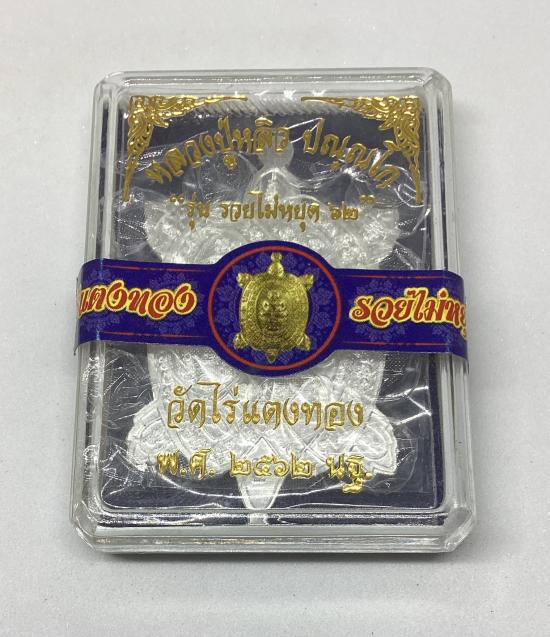 หลวงปู่หลิว ปณฺณโก
"รุ่น รวยไม่หยุด ๖๒"
แตงทอง รวยไม่หยุ
วัดไร่แตงทอง
พ.ศ. ๒๕๖๒ นฐ.